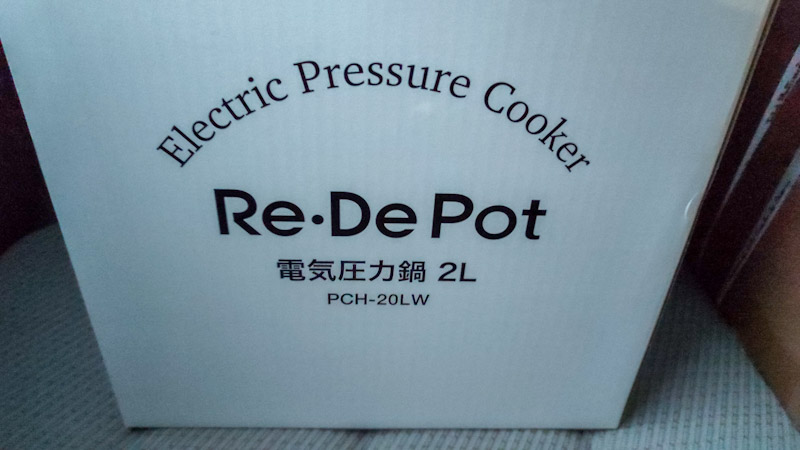 Electric Pressure Cooker
Re·De Pot
電気圧力鍋 2L
PCH-20LW